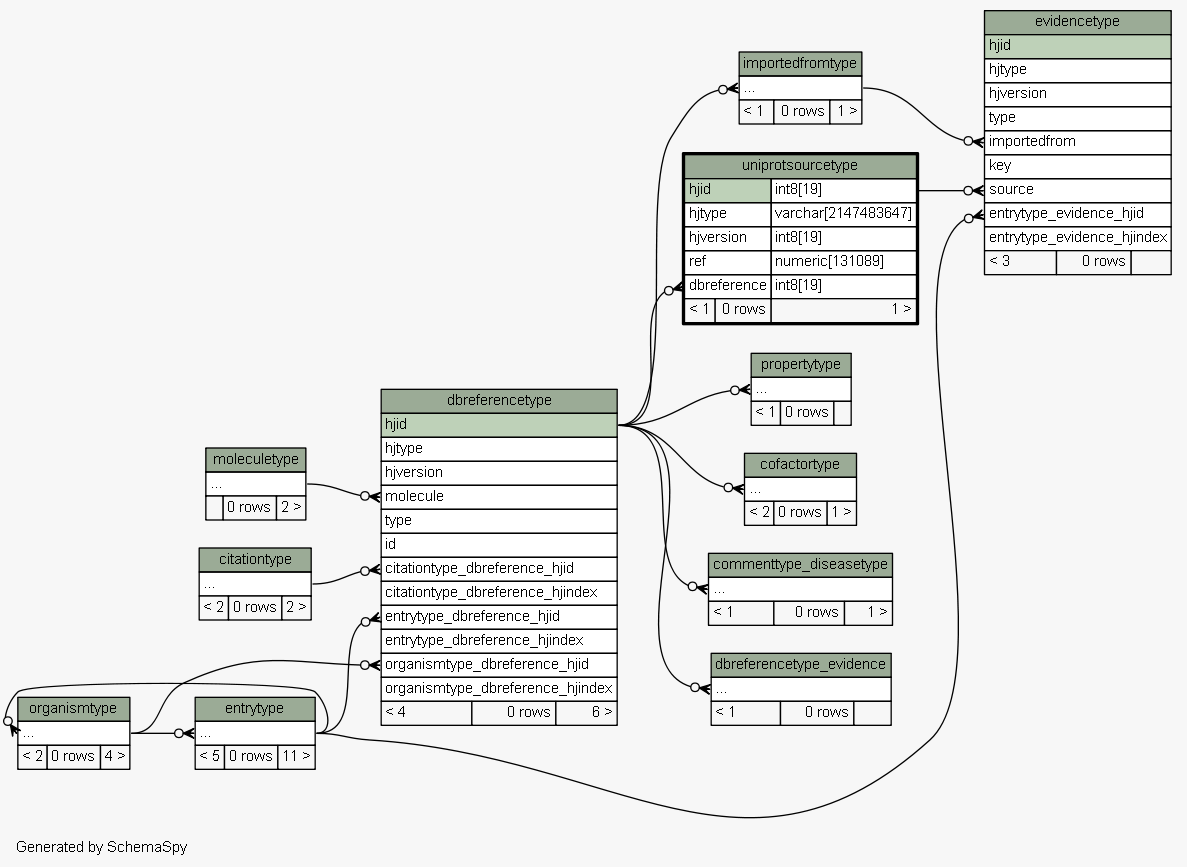 evidencetype
hjid
hjtype
hjversion
type
importedfrom
key
source
entrytype_evidence_hjid
entrytype_evidence_hjindex
< 3 0 rows
importedfromtype
...
< 1 0 rows 1 >
uniprotsourcetype
hjid int8[19]
hjtype varchar[2147483647]
hjversion int8[19]
ref numeric[131089]
dbreference int8[19]
< 1 0 rows 1 >
propertytype
...
< 1 0 rows
dbreferencetype
hjid
hjtype
hjversion
molecule
type
id
citationtype_dbreference_hjid
citationtype_dbreference_hjindex
entrytype_dbreference_hjid
entrytype_dbreference_hjindex
organismtype_dbreference_hjid
organismtype_dbreference_hjindex
< 4 0 rows 6 >
moleculetype
...
0 rows 2 >
cofactortype
...
< 2 0 rows 1 >
citationtype
...
< 2 0 rows 2 >
commenttype_diseasetype
...
< 1 0 rows 1 >
dbreferencetype_evidence
...
< 1 0 rows
organismtype
...
< 2 0 rows 4 >
entrytype
...
< 5 0 rows 11 >
Generated by SchemaSpy